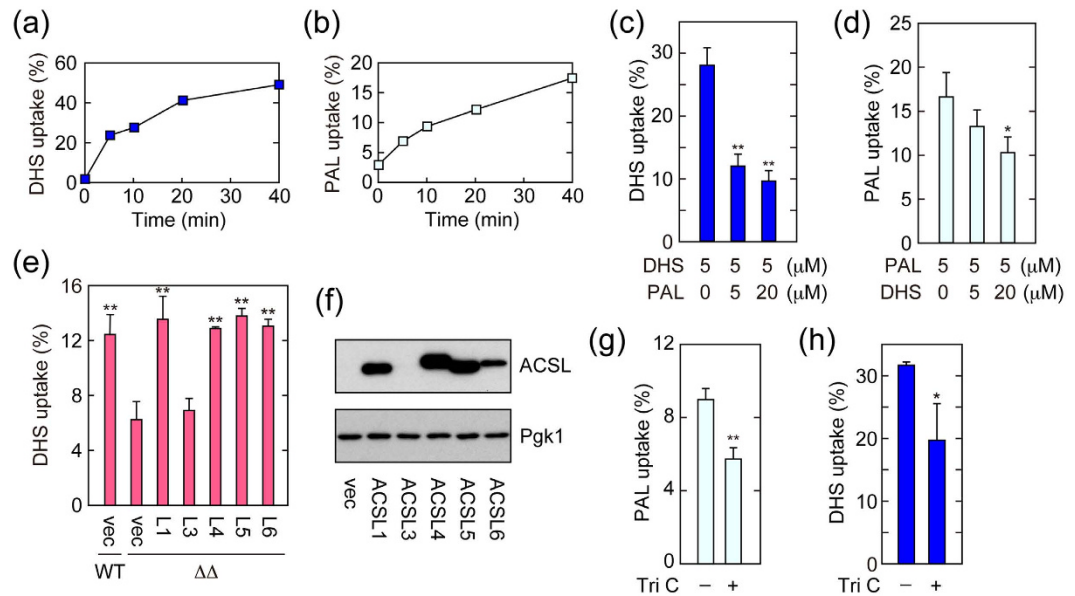 (a)
DHS uptake (%)
60
40
20
0
0 10 20 30 40
Time (min)
(b)
PAL uptake (%)
20
15
10
5
0
0 10 20 30 40
Time (min)
(c)
DHS uptake (%)
30
20
10
0
** **
DHS 5 5 5 (μM)
PAL 0 5 20 (μM)
(d)
PAL uptake (%)
25
20
15
10
5
0
*
PAL 5 5 5 (μM)
DHS 0 5 20 (μM)
(e)
DHS uptake (%)
16
12
8
4
0
** ** ** ** **
vec vec L1 L3 L4 L5 L6
WT ΔΔ
(f)
ACSL
Pgk1
vec ACSL1 ACSL3 ACSL4 ACSL5 ACSL6
(g)
PAL uptake (%)
12
8
4
0
**
Tri C – +
(h)
DHS uptake (%)
30
20
10
0
*
Tri C – +